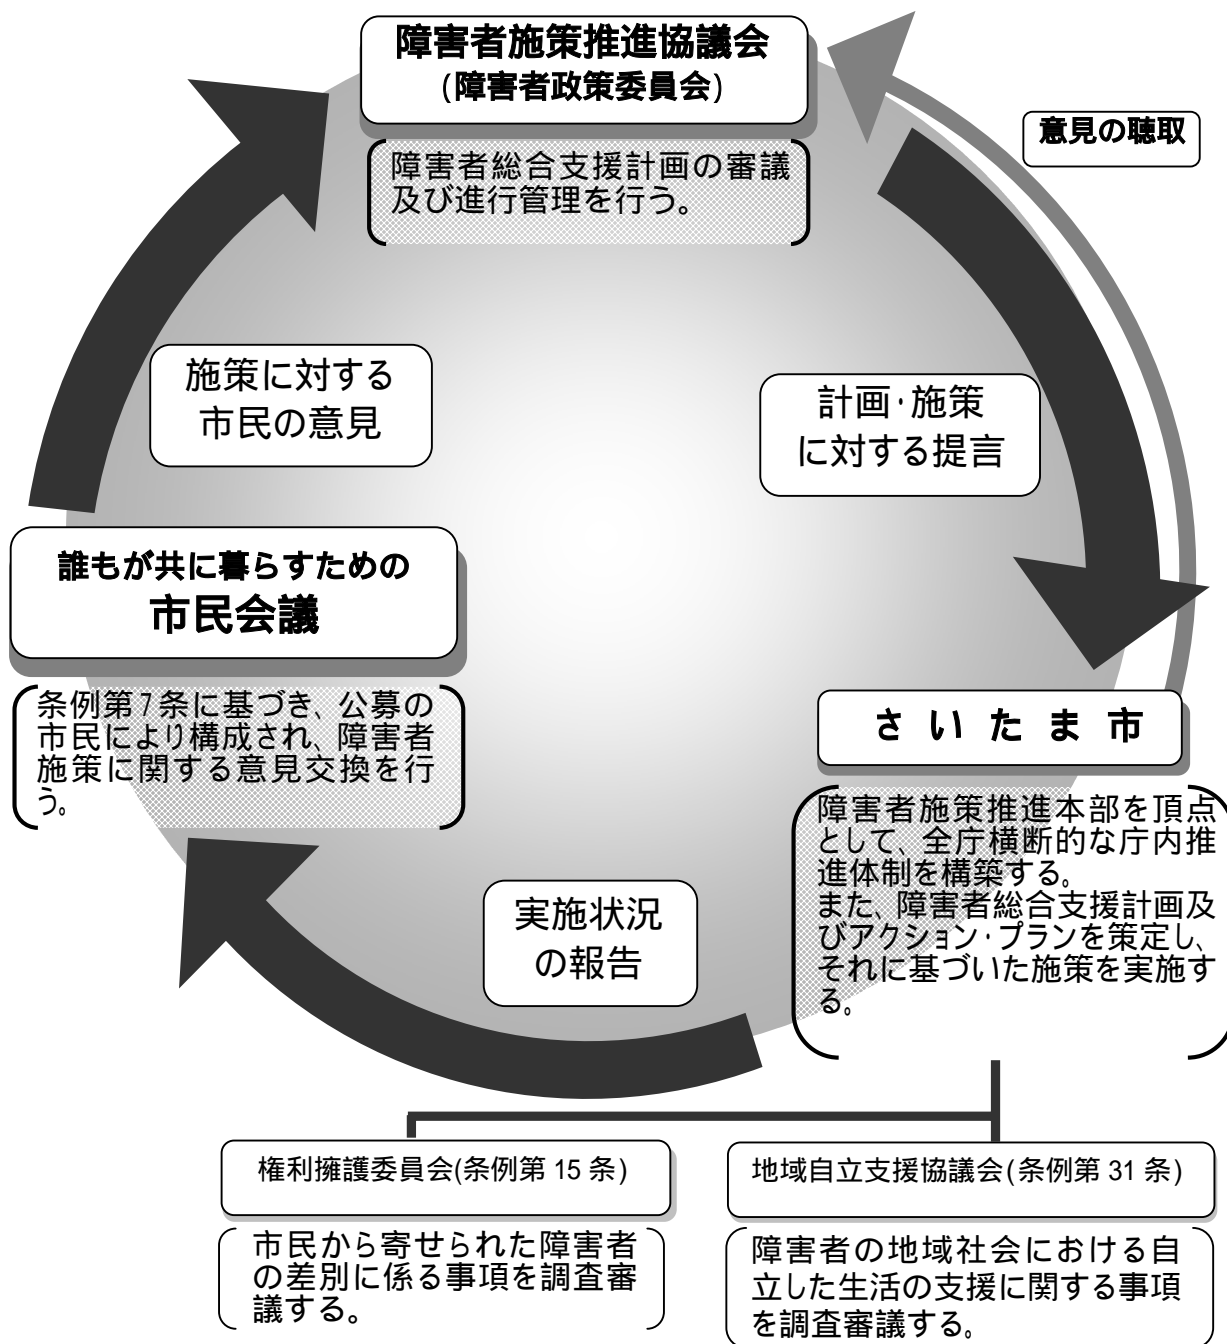 障害者施策推進協議会
(障害者政策委員会)
障害者総合支援計画の審議
及び進行管理を行う。
意見の聴取
施策に対する
市民の意見
計画・施策
に対する提言
誰もが共に暮らすための
市民会議
条例第7条に基づき、公募の
市民により構成され、障害者
施策に関する意見交換を行
う。
さいたま市
障害者施策推進本部を頂点
として、全庁横断的な庁内推
進体制を構築する。
また、障害者総合支援計画及
びアクション・プランを策定し、
それに基づいた施策を実施す
る。
実施状況
の報告
権利擁護委員会(条例第 15 条)
市民から寄せられた障害者
の差別に係る事項を調査審
議する。
地域自立支援協議会(条例第 31 条)
障害者の地域社会における自
立した生活の支援に関する事項
を調査審議する。